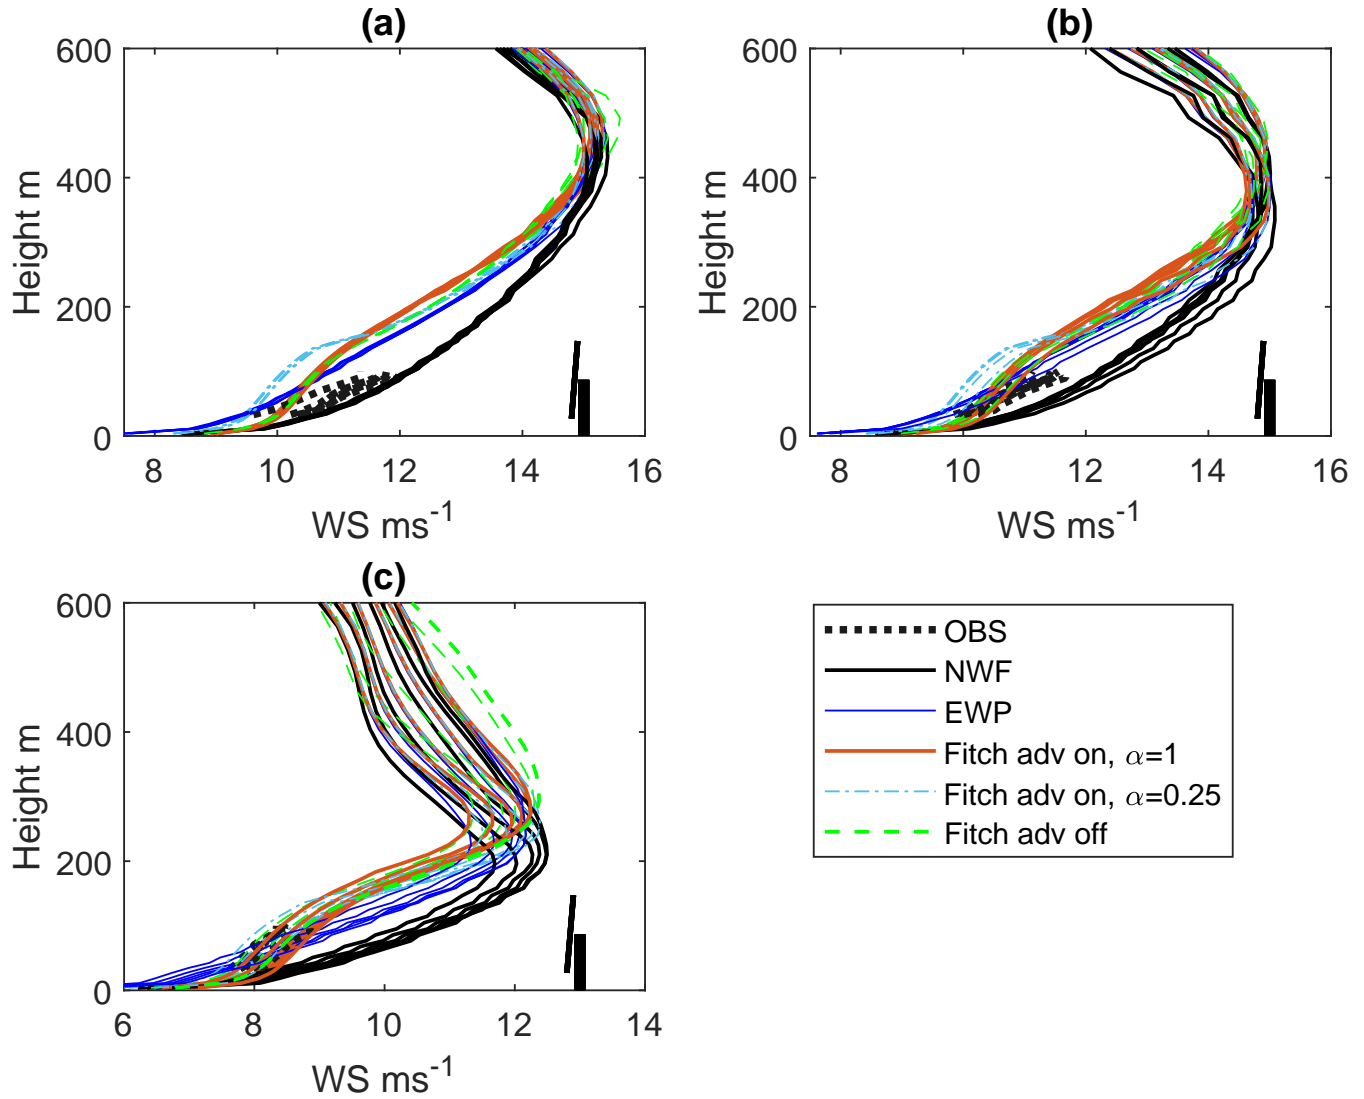 (a)
600
400
200
0
Height m
8
10
12
14
16
WS ms⁻¹
(b)
600
400
200
0
Height m
8
10
12
14
16
WS ms⁻¹
(c)
600
400
200
0
Height m
6
8
10
12
14
WS ms⁻¹
OBS
NWF
EWP
Fitch adv on, α=1
Fitch adv on, α=0.25
Fitch adv off